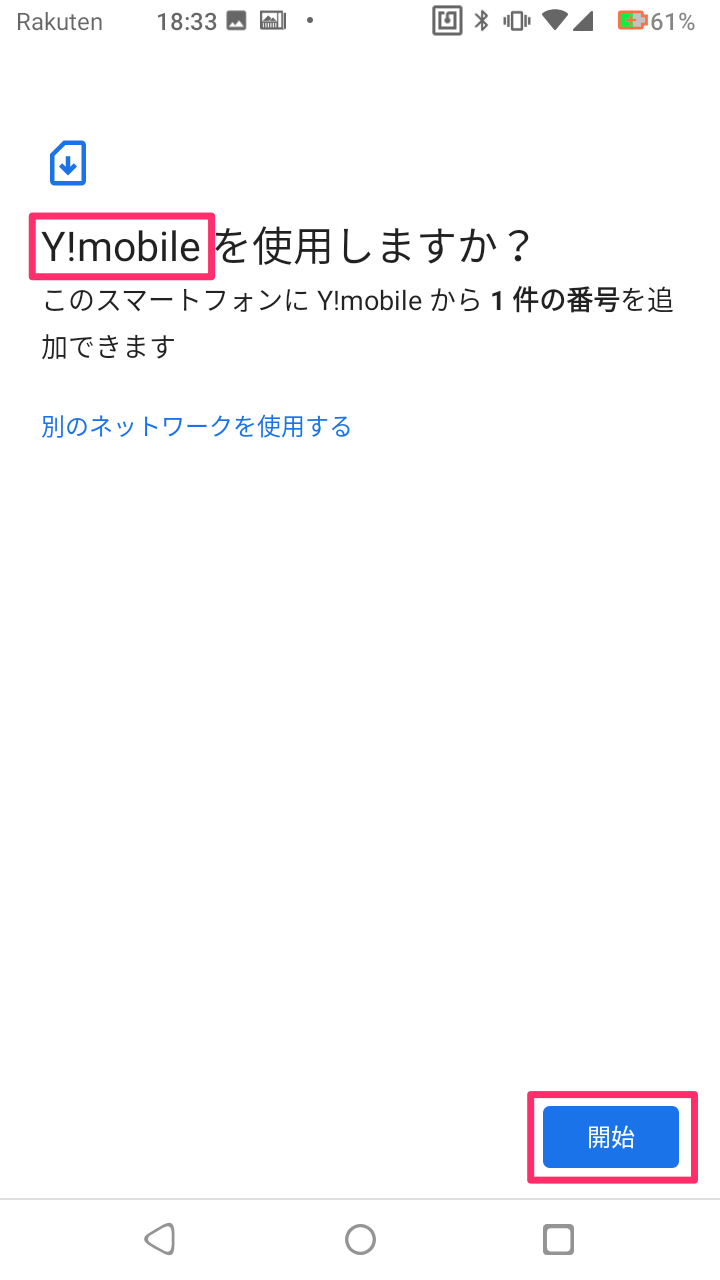 Rakuten 18:33 61%
Y!mobile を使用しますか？
このスマートフォンに Y!mobile から 1 件の番号を追
加できます
別のネットワークを使用する
開始